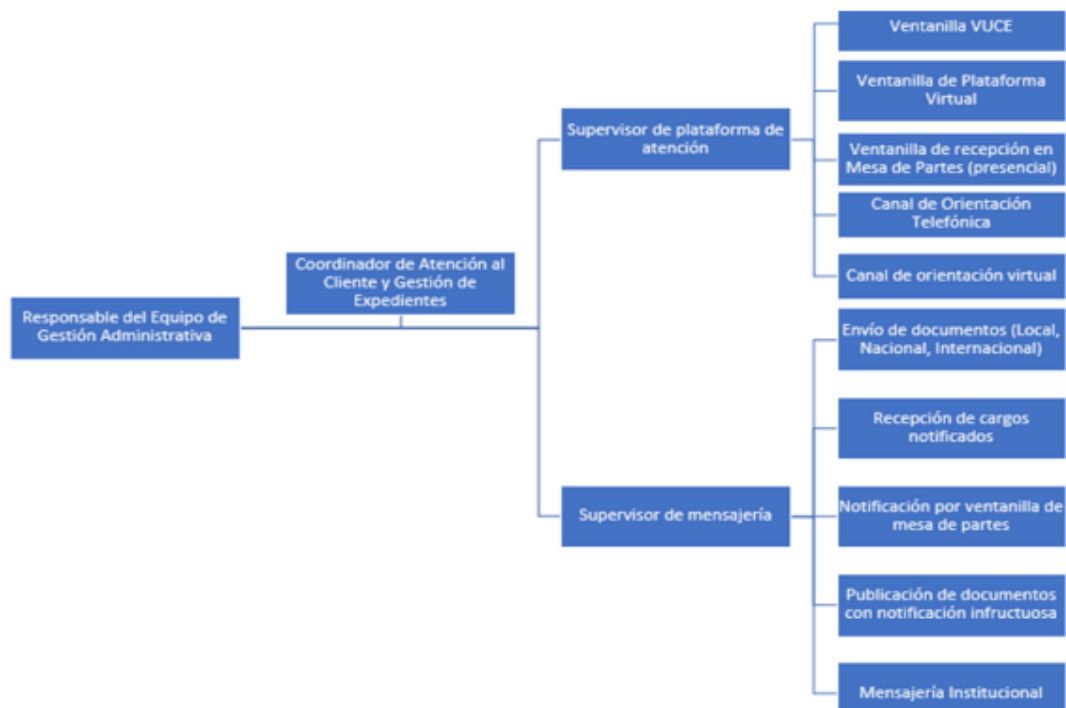 Ventanilla VUCE
Ventanilla de Plataforma
Virtual
Supervisor de plataforma de
atención
Ventanilla de recepción en
Mesa de Partes (presencial)
Canal de Orientación
Telefónica
Canal de orientación virtual
Coordinador de Atención al
Cliente y Gestión de
Expedientes
Responsable del Equipo de
Gestión Administrativa
Envío de documentos (Local,
Nacional, Internacional)
Recepción de cargos
notificados
Supervisor de mensajería
Notificación por ventanilla de
mesa de partes
Publicación de documentos
con notificación infructuosa
Mensajería Institucional